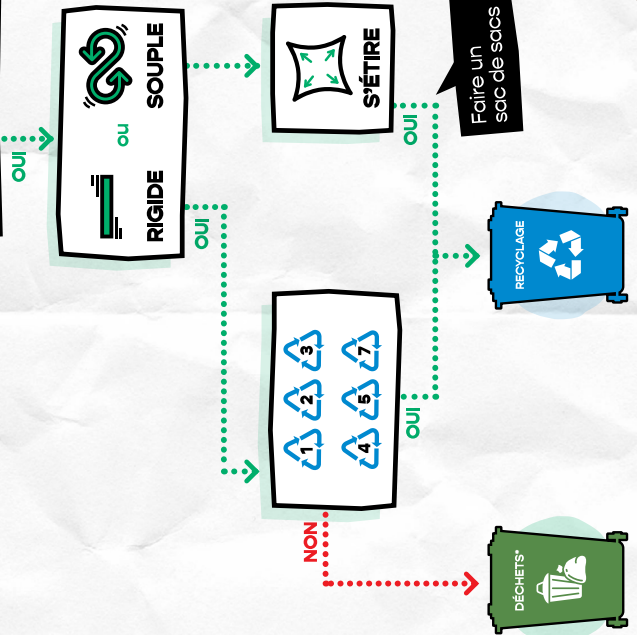 OUI
RIGIDE
ou
SOUPLE
OUI
S'ÉTIRE
OUI
Faire un
sac de sacs
1 2 3
4 5 7
OUI
NON
RECYCLAGE
DÉCHETS*